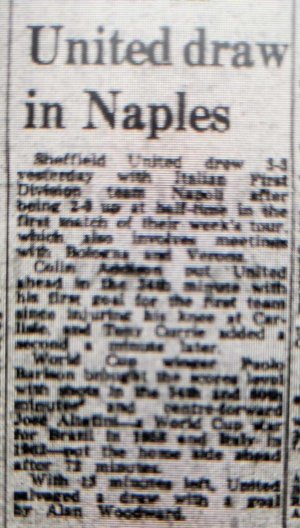 United draw
in Naples
Sheffield United drew 3-3
yesterday with Italian First
Division team Napoli after
being 2-0 up at half-time in the
first match of their week's tour,
which also involves meetings
with Bologna and Verona.
Colin Addison put United
ahead in the 34th minute with
his first goal for the first team
since injuring his knee at Car-
lisle, and Tony Currie added a
second a minute later.
World Cup winger Paolo
Barison brought the scores level
with shots in the 54th and 60th
minutes and centre-forward
Jose Altafini—a World Cup star
for Brazil in 1958 and Italy in
1962—put the home side ahead
after 72 minutes.
With 13 minutes left, United
salvaged a draw with a goal
by Alan Woodward.